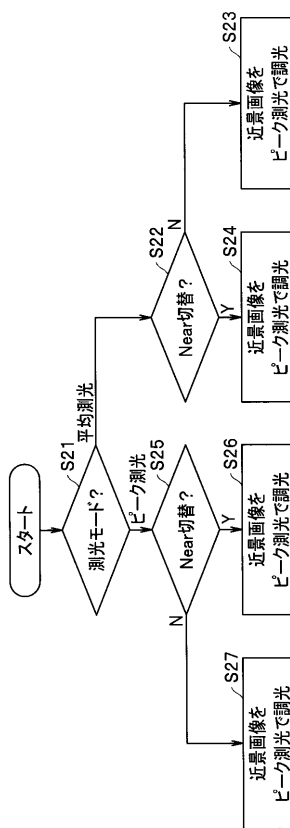 スタート
S21
測光モード？
平均測光
ピーク測光
S25
Near切替？
N
Y
S22
Near切替？
N
Y
S27
近景画像を
ピーク測光で調光
S26
近景画像を
ピーク測光で調光
S24
近景画像を
ピーク測光で調光
S23
近景画像を
ピーク測光で調光